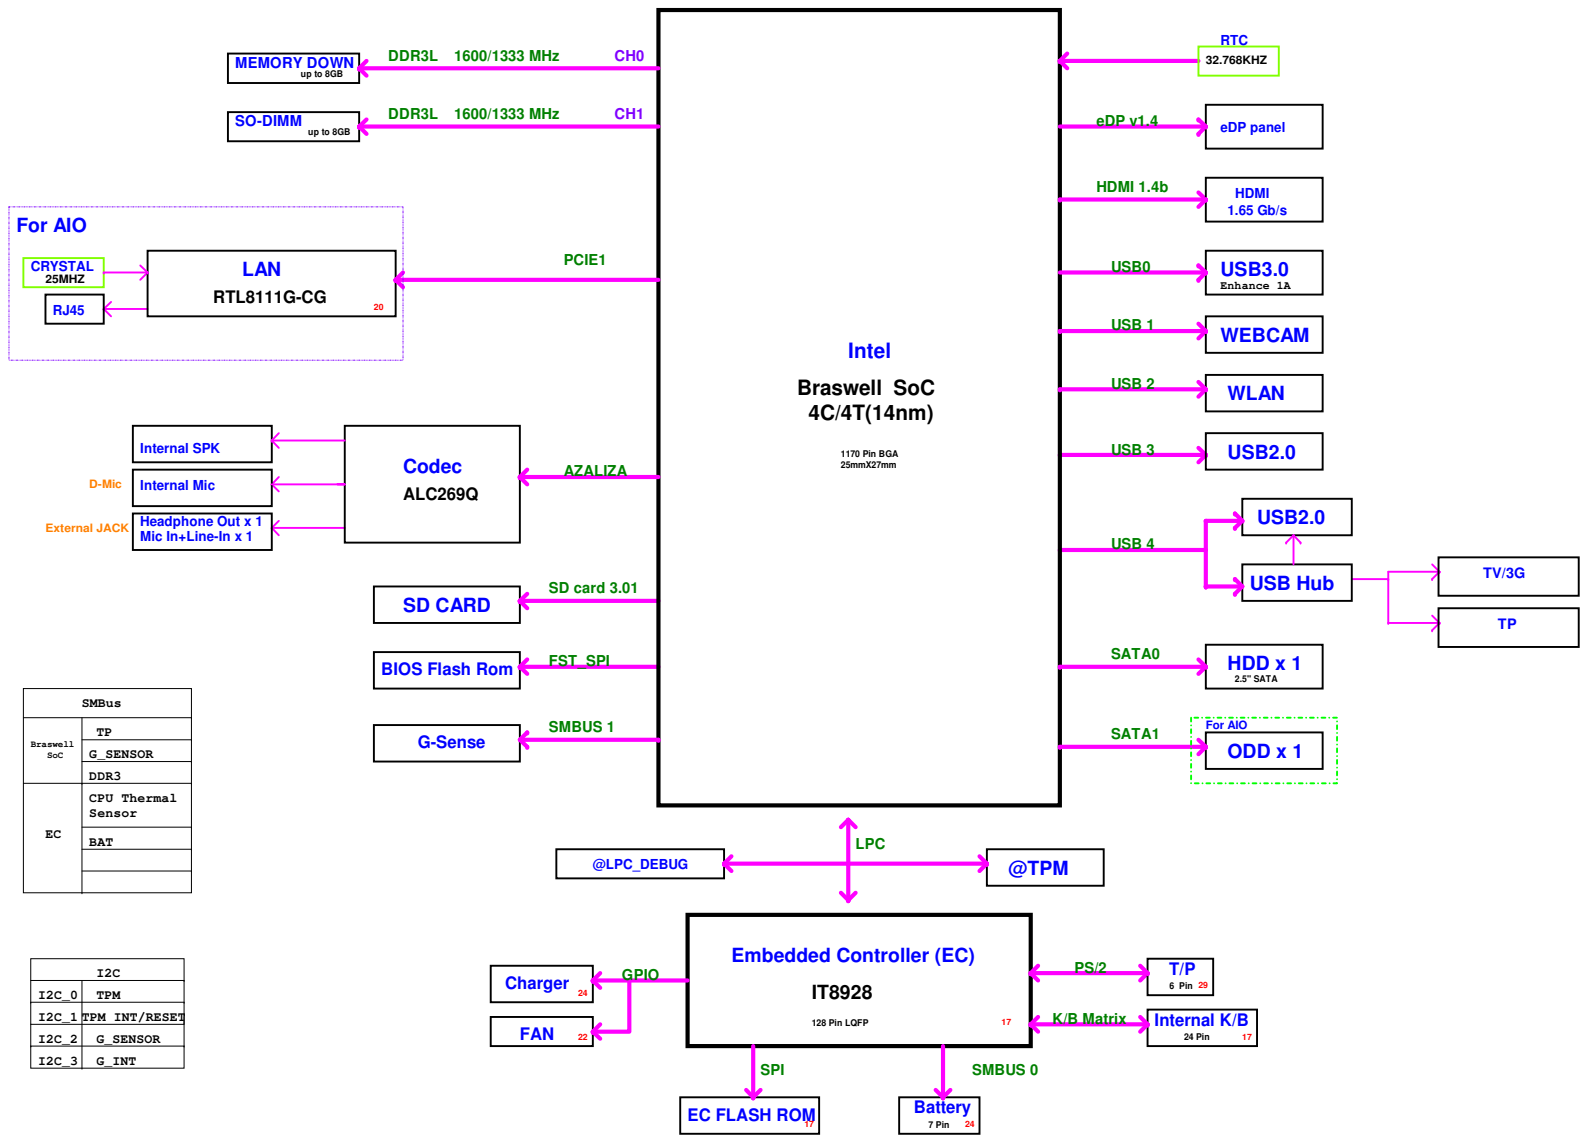 MEMORY DOWN
up to 8GB
DDR3L 1600/1333 MHz CH0
SO-DIMM
up to 8GB
DDR3L 1600/1333 MHz CH1
For AIO
CRYSTAL
25MHZ
RJ45
LAN
RTL8111G-CG
20
PCIE1
Internal SPK
D-Mic
Internal Mic
External JACK
Headphone Out x 1
Mic In+Line-In x 1
Codec
ALC269Q
AZALIZA
SD CARD
SD card 3.01
BIOS Flash Rom
FST_SPI
G-Sense
SMBUS 1
Intel
Braswell SoC
4C/4T(14nm)
1170 Pin BGA
25mmX27mm
RTC
32.768KHZ
eDP v1.4
eDP panel
HDMI 1.4b
HDMI
1.65 Gb/s
USB0
USB3.0
Enhance 1A
USB 1
WEBCAM
USB 2
WLAN
USB 3
USB2.0
USB 4
USB2.0
USB Hub
TV/3G
TP
SATA0
HDD x 1
2.5" SATA
SATA1
For AIO
ODD x 1
SMBus
Braswell
SoC
TP
G_SENSOR
DDR3
EC
CPU Thermal
Sensor
BAT
I2C
I2C_0 TPM
I2C_1 TPM INT/RESET
I2C_2 G_SENSOR
I2C_3 G_INT
LPC
@LPC_DEBUG
@TPM
Embedded Controller (EC)
IT8928
128 Pin LQFP
17
GPIO
Charger
24
FAN
22
PS/2
T/P
6 Pin 29
K/B Matrix
Internal K/B
24 Pin 17
SPI
EC FLASH ROM
17
SMBUS 0
Battery
7 Pin 24